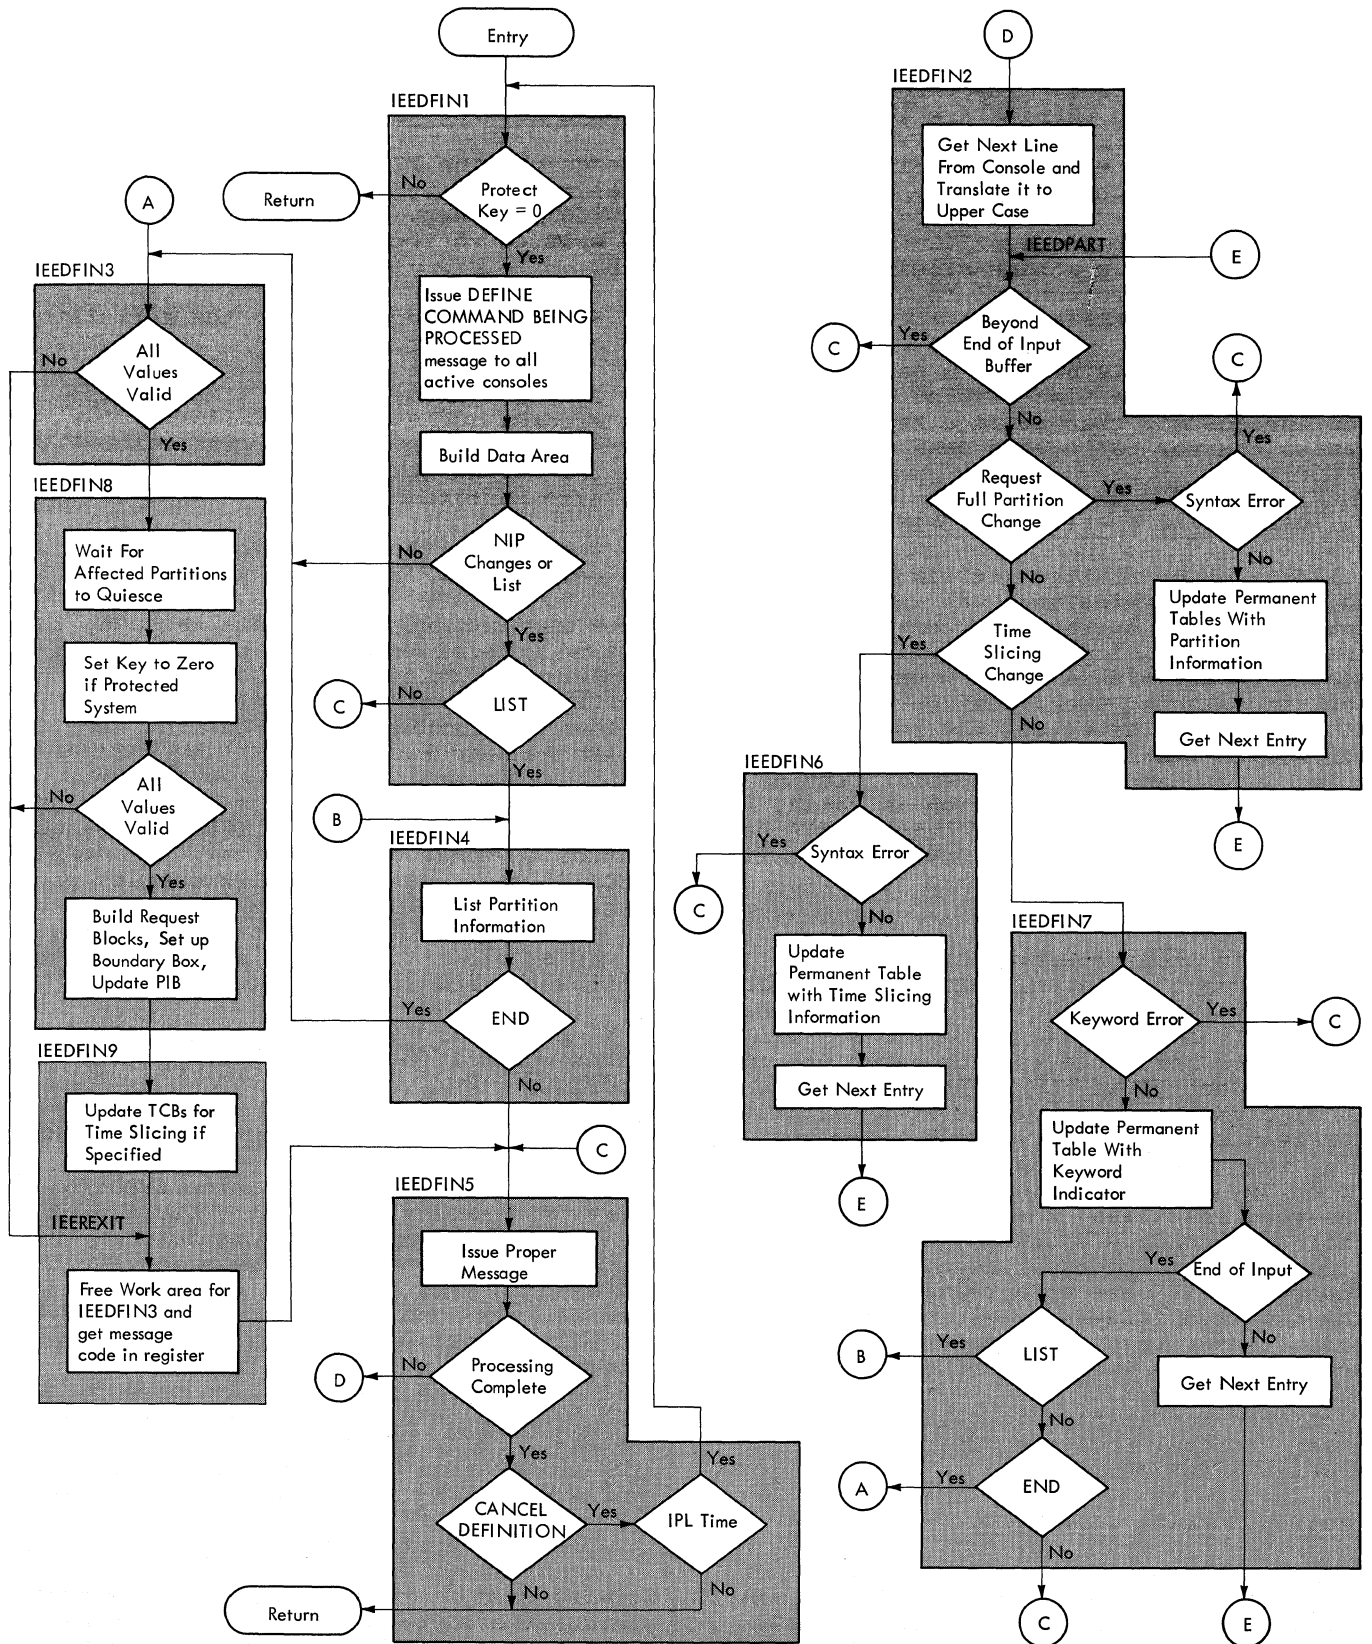 Entry
IEEDFIN1
Protect
Key = 0
No
Return
Yes
Issue DEFINE
COMMAND BEING
PROCESSED
message to all
active consoles
Build Data Area
NIP
Changes or
List
No
Yes
LIST
No
C
Yes
B
IEEDFIN4
List Partition
Information
END
Yes
No
C
IEEDFIN5
Issue Proper
Message
Processing
Complete
No
D
Yes
CANCEL
DEFINITION
Yes
IPL Time
Yes
No
No
Return
A
IEEDFIN3
All
Values
Valid
No
Yes
IEEDFIN8
Wait For
Affected Partitions
to Quiesce
Set Key to Zero
if Protected
System
All
Values
Valid
No
Yes
Build Request
Blocks, Set up
Boundary Box,
Update PIB
IEEDFIN9
Update TCBs for
Time Slicing if
Specified
IEEREXIT
Free Work area for
IEEDFIN3 and
get message
code in register
D
IEEDFIN2
Get Next Line
From Console and
Translate it to
Upper Case
IEEDPART
E
Beyond
End of Input
Buffer
Yes
C
No
Request
Full Partition
Change
Yes
Syntax Error
Yes
C
No
Update Permanent
Tables With
Partition
Information
Get Next Entry
E
No
Time
Slicing
Change
Yes
No
IEEDFIN6
Syntax Error
Yes
C
No
Update
Permanent Table
with Time Slicing
Information
Get Next Entry
E
IEEDFIN7
Keyword Error
Yes
C
No
Update Permanent
Table With
Keyword
Indicator
End of Input
Yes
No
Get Next Entry
E
LIST
Yes
B
No
END
Yes
A
No
C